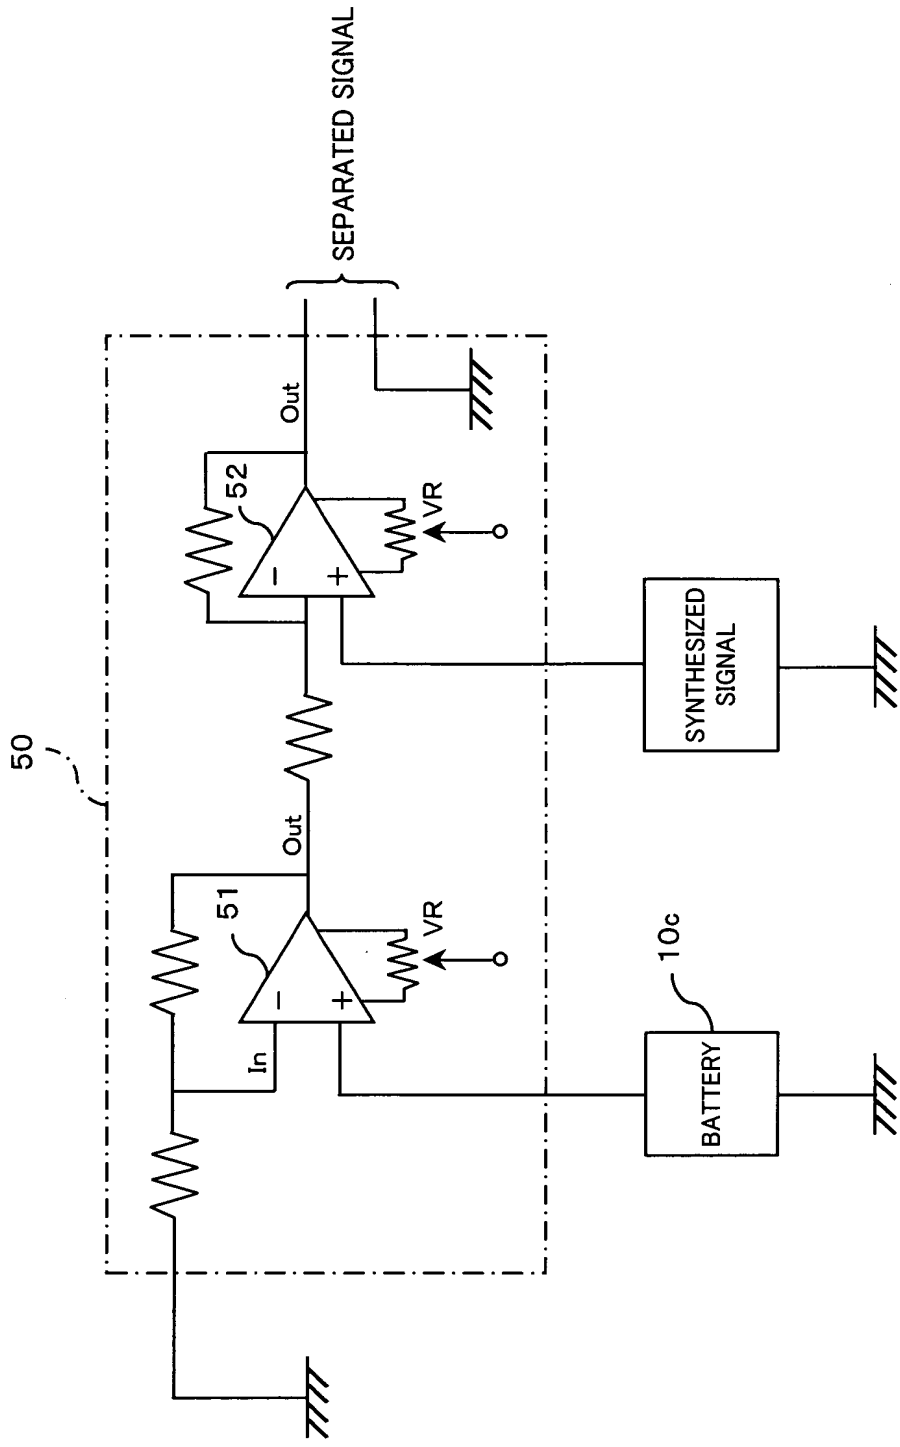 50
51
52
In
−
+
Out
VR
−
+
Out
VR
SEPARATED SIGNAL
BATTERY
10c
SYNTHESIZED
SIGNAL